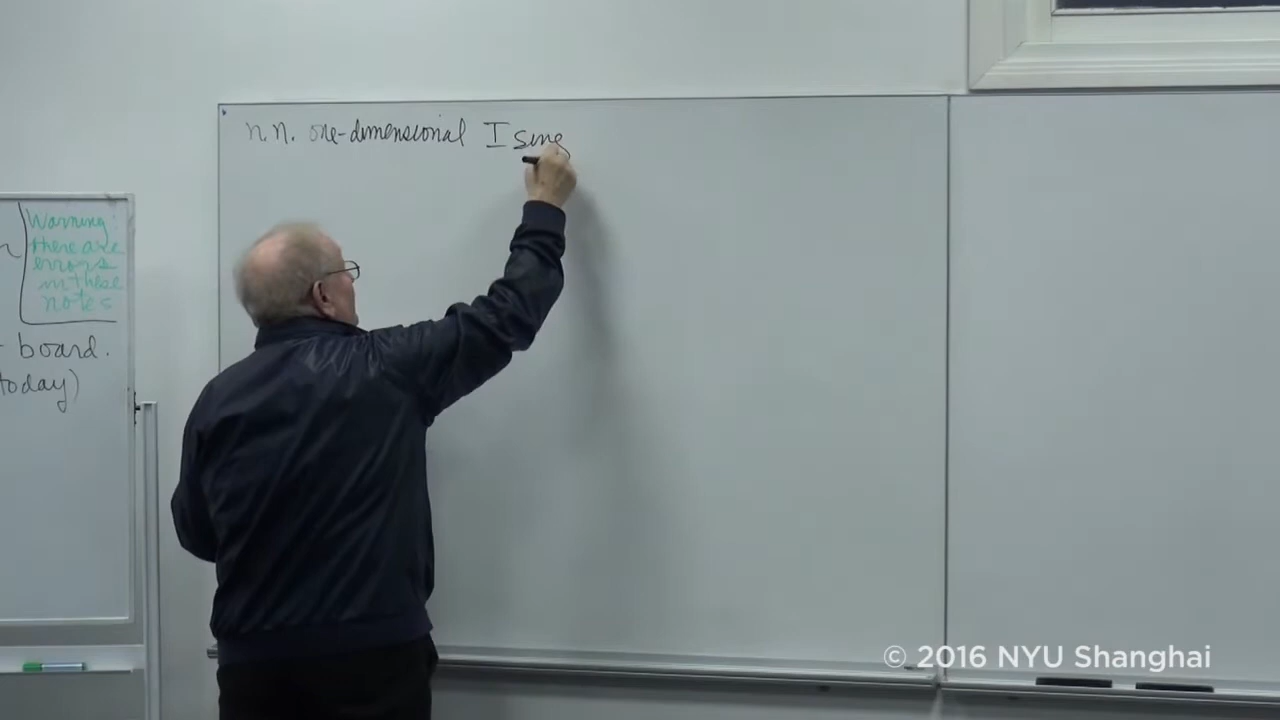 n.n. one-dimensional Ising
Warning:
there are
errors
in these
notes
board.
today)
© 2016 NYU Shanghai